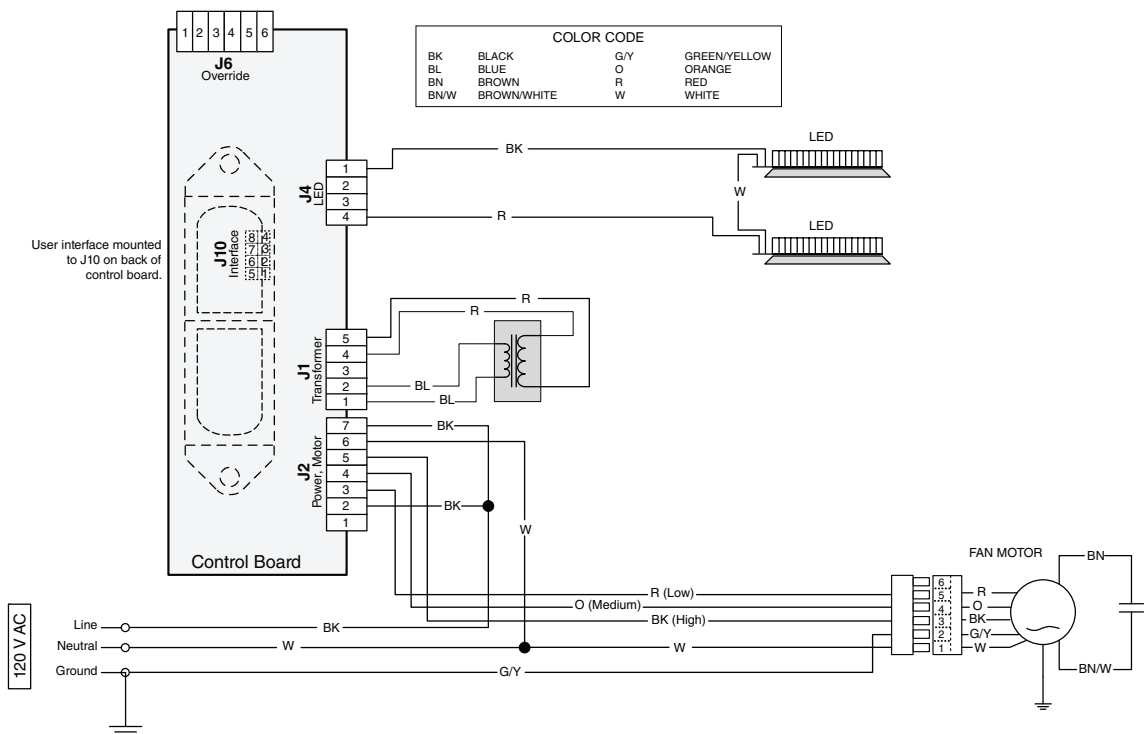 1 2 3 4 5 6
J6
Override
COLOR CODE
BK BLACK G/Y GREEN/YELLOW
BL BLUE O ORANGE
BN BROWN R RED
BN/W BROWN/WHITE W WHITE
LED
BK
1
2
3
4
J4
LED
W
R
LED
User interface mounted
to J10 on back of
control board.
J10
Interface
8 4
7 3
6 2
5 1
R
R
5
4
3
2
1
J1
Transformer
BL
BL
7
6
5
4
3
2
1
J2
Power, Motor
BK
BK
W
Control Board
FAN MOTOR
BN
R (Low)
O (Medium)
BK (High)
6
5
4
3
2
1
R
O
BK
G/Y
W
BN/W
120 V AC
Line
BK
Neutral
W
W
Ground
G/Y